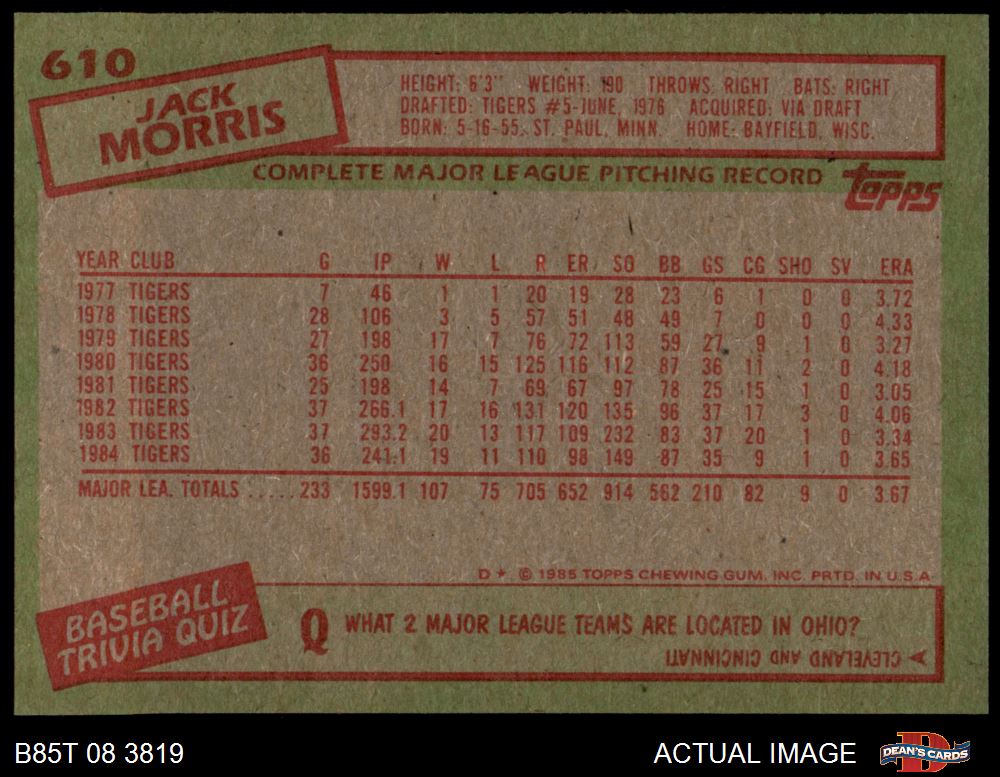 610
JACK
MORRIS
HEIGHT: 6'3" WEIGHT: 190 THROWS: RIGHT BATS: RIGHT
DRAFTED: TIGERS #5-JUNE, 1976 ACQUIRED: VIA DRAFT
BORN: 5-16-55, ST. PAUL, MINN. HOME: BAYFIELD, WISC.
COMPLETE MAJOR LEAGUE PITCHING RECORD
topps
YEAR CLUB G IP W L R ER SO BB GS CG SHO SV ERA
1977 TIGERS 7 46 1 1 20 19 28 23 6 1 0 0 3.72
1978 TIGERS 28 106 3 5 57 51 48 49 7 0 0 0 4.33
1979 TIGERS 27 198 17 7 76 72 113 59 27 9 1 0 3.27
1980 TIGERS 36 250 16 15 125 116 112 87 36 11 2 0 4.18
1981 TIGERS 25 198 14 7 69 67 97 78 25 15 1 0 3.05
1982 TIGERS 37 266.1 17 16 131 120 135 96 37 17 3 0 4.06
1983 TIGERS 37 293.2 20 13 117 109 232 83 37 20 1 0 3.34
1984 TIGERS 36 241.1 19 11 110 98 149 87 35 9 1 0 3.65
MAJOR LEA. TOTALS ..... 233 1599.1 107 75 705 652 914 562 210 82 9 0 3.67
D * © 1985 TOPPS CHEWING GUM, INC. PRTD. IN U.S.A.
BASEBALL
TRIVIA QUIZ
Q WHAT 2 MAJOR LEAGUE TEAMS ARE LOCATED IN OHIO?
CLEVELAND AND CINCINNATI
B85T 08 3819
ACTUAL IMAGE
D
DEAN'S CARDS